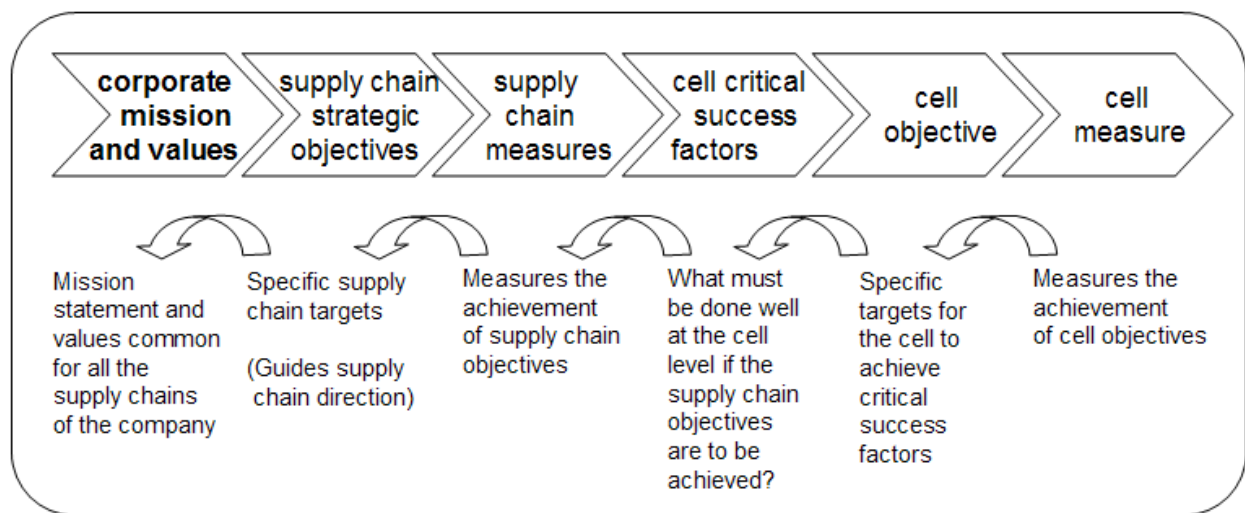 corporate
mission
and values
supply chain
strategic
objectives
supply
chain
measures
cell critical
success
factors
cell
objective
cell
measure
Mission
statement and
values common
for all the
supply chains
of the company
Specific supply
chain targets
(Guides supply
chain direction)
Measures the
achievement
of supply chain
objectives
What must
be done well
at the cell
level if the
supply chain
objectives
are to be
achieved?
Specific
targets for
the cell to
achieve
critical
success
factors
Measures the
achievement
of cell objectives